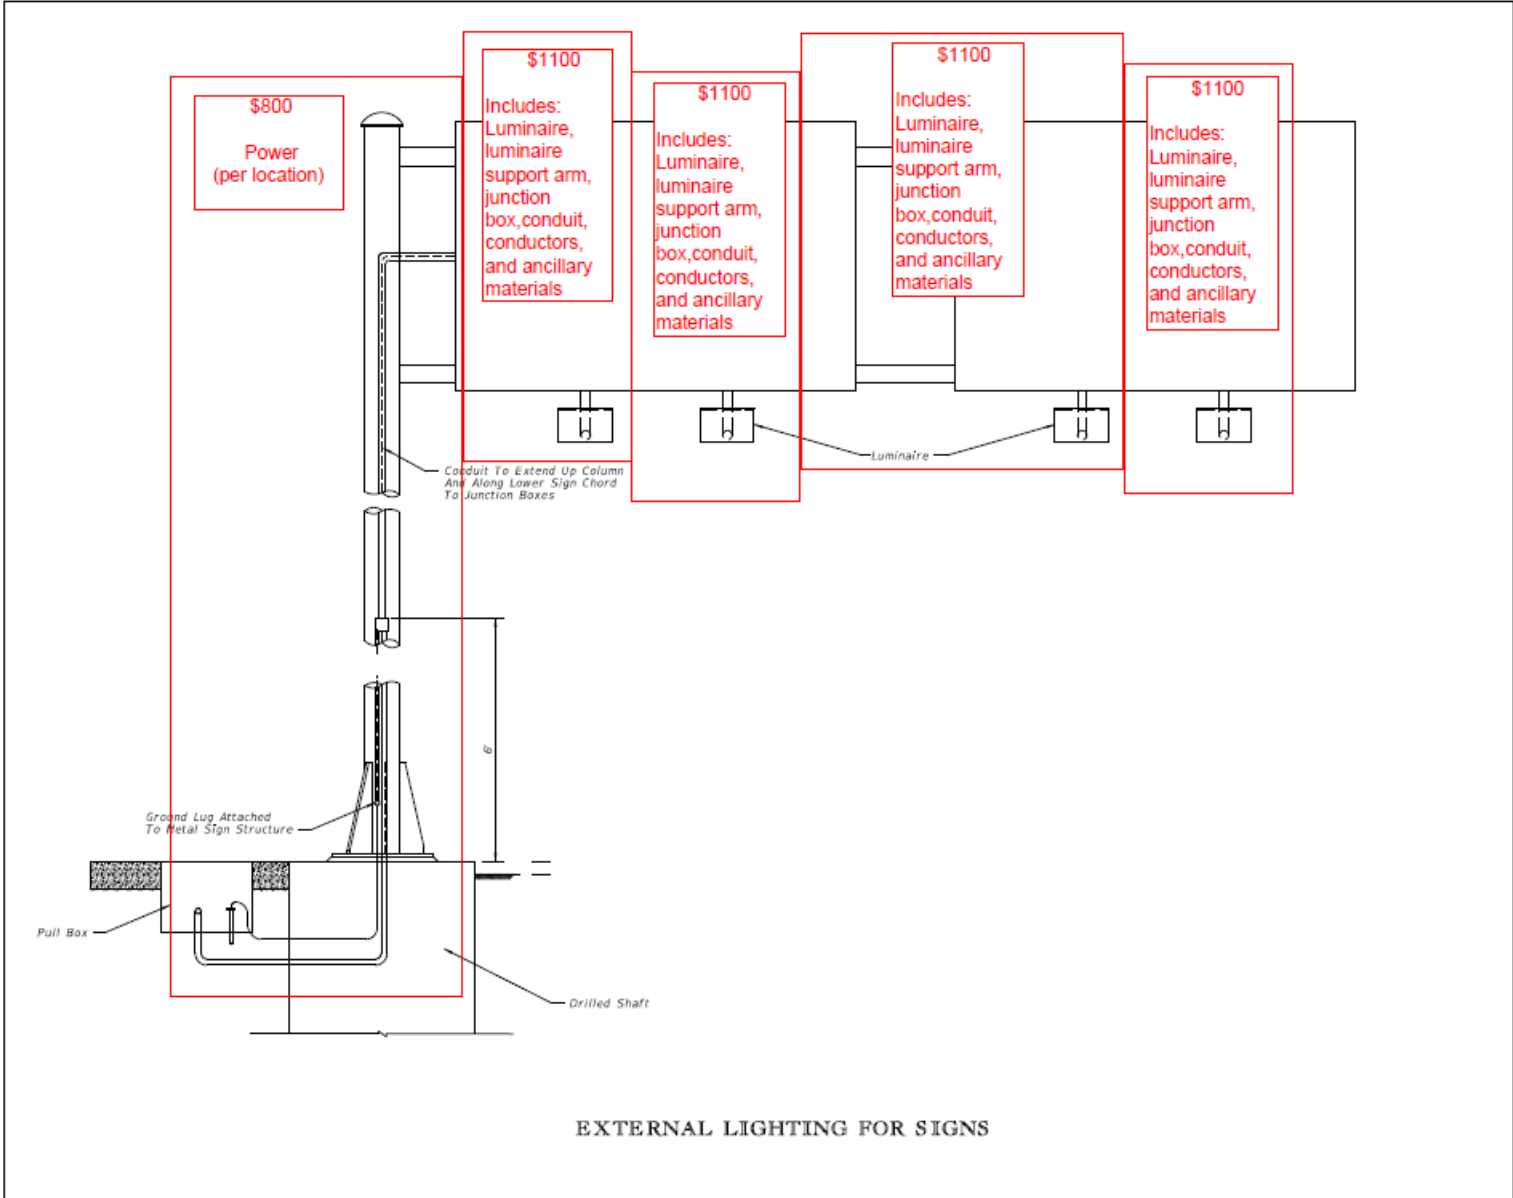 $800
Power
(per location)
$1100
Includes:
Luminaire,
luminaire
support arm,
junction
box,conduit,
conductors,
and ancillary
materials
$1100
Includes:
Luminaire,
luminaire
support arm,
junction
box,conduit,
conductors,
and ancillary
materials
$1100
Includes:
Luminaire,
luminaire
support arm,
junction
box,conduit,
conductors,
and ancillary
materials
$1100
Includes:
Luminaire,
luminaire
support arm,
junction
box,conduit,
conductors,
and ancillary
materials
Luminaire
Conduit To Extend Up Column
And Along Lower Sign Chord
To Junction Boxes
6'
Ground Lug Attached
To Metal Sign Structure
Pull Box
Drilled Shaft
EXTERNAL LIGHTING FOR SIGNS